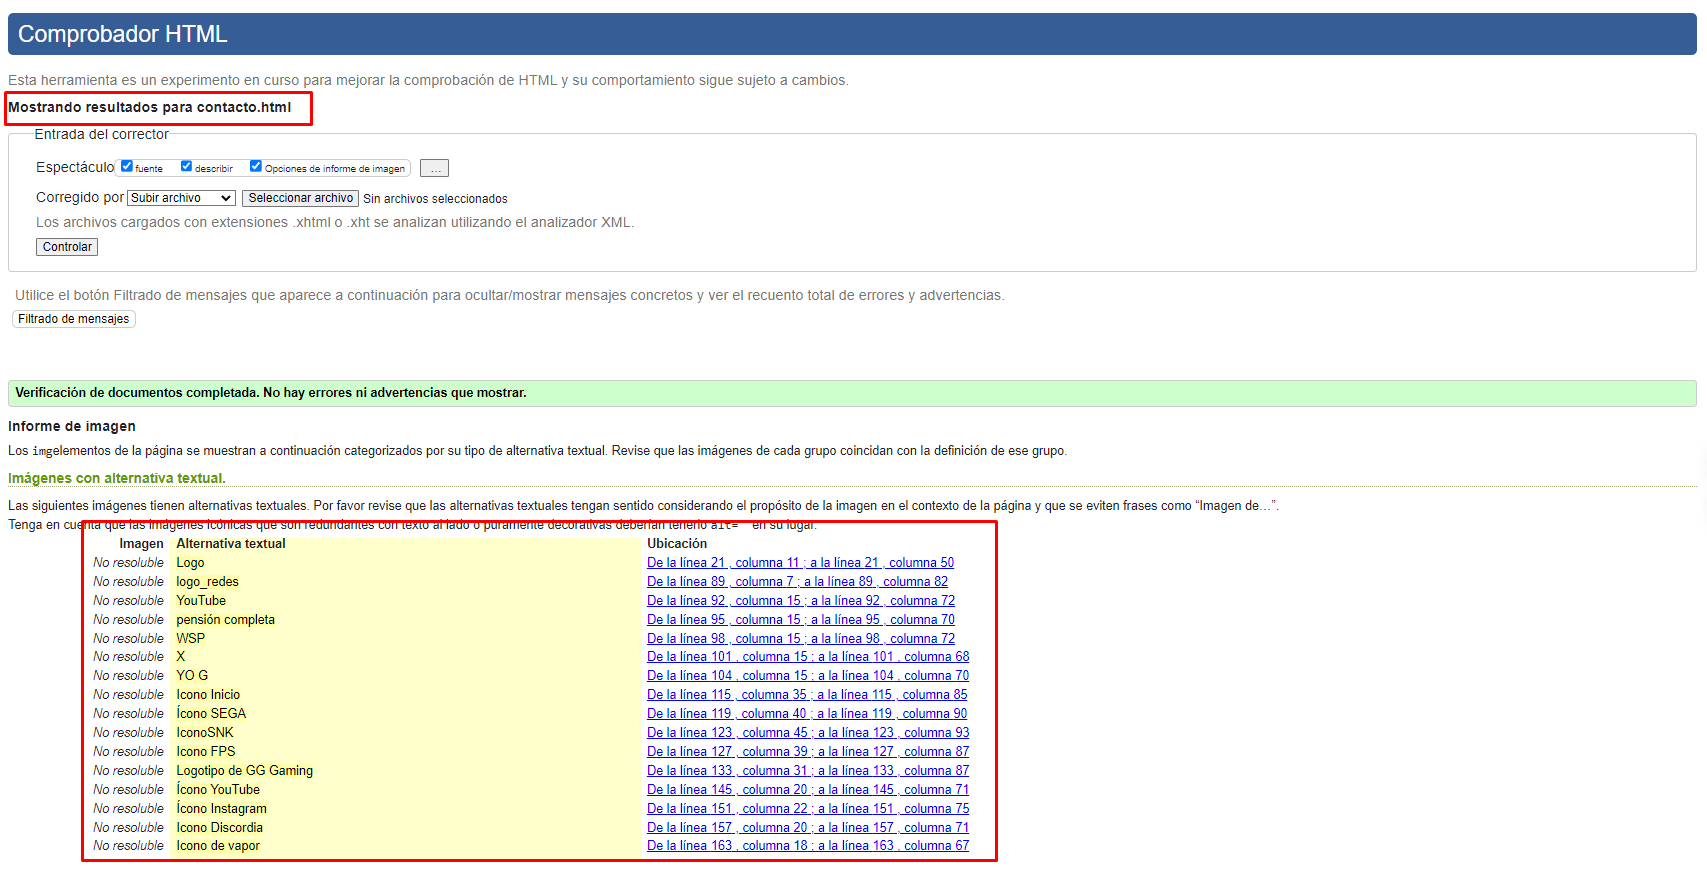 Comprobador HTML
Esta herramienta es un experimento en curso para mejorar la comprobación de HTML y su comportamiento sigue sujeto a cambios.
Mostrando resultados para contacto.html
Entrada del corrector
Espectáculo fuente describir Opciones de informe de imagen ...
Corregido por Subir archivo Seleccionar archivo Sin archivos seleccionados
Los archivos cargados con extensiones .xhtml o .xht se analizan utilizando el analizador XML.
Controlar
Utilice el botón Filtrado de mensajes que aparece a continuación para ocultar/mostrar mensajes concretos y ver el recuento total de errores y advertencias.
Filtrado de mensajes
Verificación de documentos completada. No hay errores ni advertencias que mostrar.
Informe de imagen
Los imgelementos de la página se muestran a continuación categorizados por su tipo de alternativa textual. Revise que las imágenes de cada grupo coincidan con la definición de ese grupo.
Imágenes con alternativa textual.
Las siguientes imágenes tienen alternativas textuales. Por favor revise que las alternativas textuales tengan sentido considerando el propósito de la imagen en el contexto de la página y que se eviten frases como “Imagen de…”.
Tenga en cuenta que las imágenes icónicas que son redundantes con texto al lado o puramente decorativas deberían tenerlo alt="" en su lugar.
Imagen Alternativa textual Ubicación
No resoluble Logo De la línea 21 , columna 11 ; a la línea 21 , columna 50
No resoluble logo_redes De la línea 89 , columna 7 ; a la línea 89 , columna 82
No resoluble YouTube De la línea 92 , columna 15 ; a la línea 92 , columna 72
No resoluble pensión completa De la línea 95 , columna 15 ; a la línea 95 , columna 70
No resoluble WSP De la línea 98 , columna 15 ; a la línea 98 , columna 72
No resoluble X De la línea 101 , columna 15 ; a la línea 101 , columna 68
No resoluble YO G De la línea 104 , columna 15 ; a la línea 104 , columna 70
No resoluble Icono Inicio De la línea 115 , columna 35 ; a la línea 115 , columna 85
No resoluble Ícono SEGA De la línea 119 , columna 40 ; a la línea 119 , columna 90
No resoluble IconoSNK De la línea 123 , columna 45 ; a la línea 123 , columna 93
No resoluble Icono FPS De la línea 127 , columna 39 ; a la línea 127 , columna 87
No resoluble Logotipo de GG Gaming De la línea 133 , columna 31 ; a la línea 133 , columna 87
No resoluble Ícono YouTube De la línea 145 , columna 20 ; a la línea 145 , columna 71
No resoluble Ícono Instagram De la línea 151 , columna 22 ; a la línea 151 , columna 75
No resoluble Icono Discordia De la línea 157 , columna 20 ; a la línea 157 , columna 71
No resoluble Icono de vapor De la línea 163 , columna 18 ; a la línea 163 , columna 67